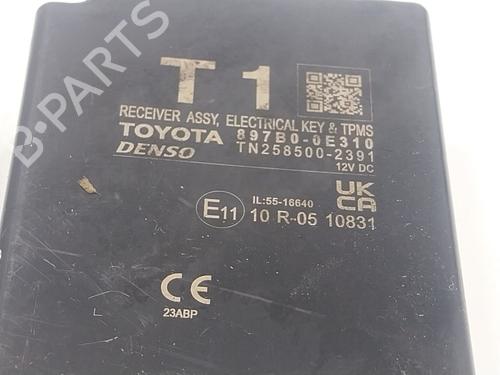 T 1
RECEIVER ASSY, ELECTRICAL KEY & TPMS
TOYOTA 897B0-0E310
DENSO TN258500-2391
12V DC
IL:55-16640
UK
CA
E11 10 R-05 10831
CE
23ABP
B-PARTS